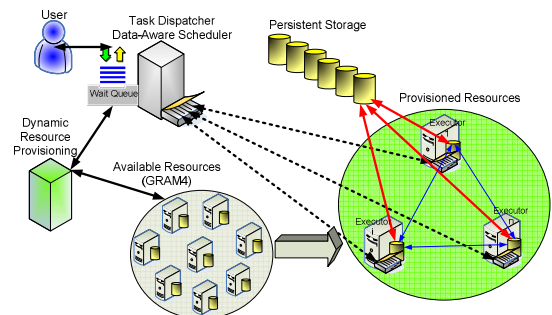 User
Task Dispatcher
Data-Aware Scheduler
Persistent Storage
Wait Queue
Provisioned Resources
Executor
Dynamic
Resource
Provisioning
Available Resources
(GRAM4)
Executor
Executor
n